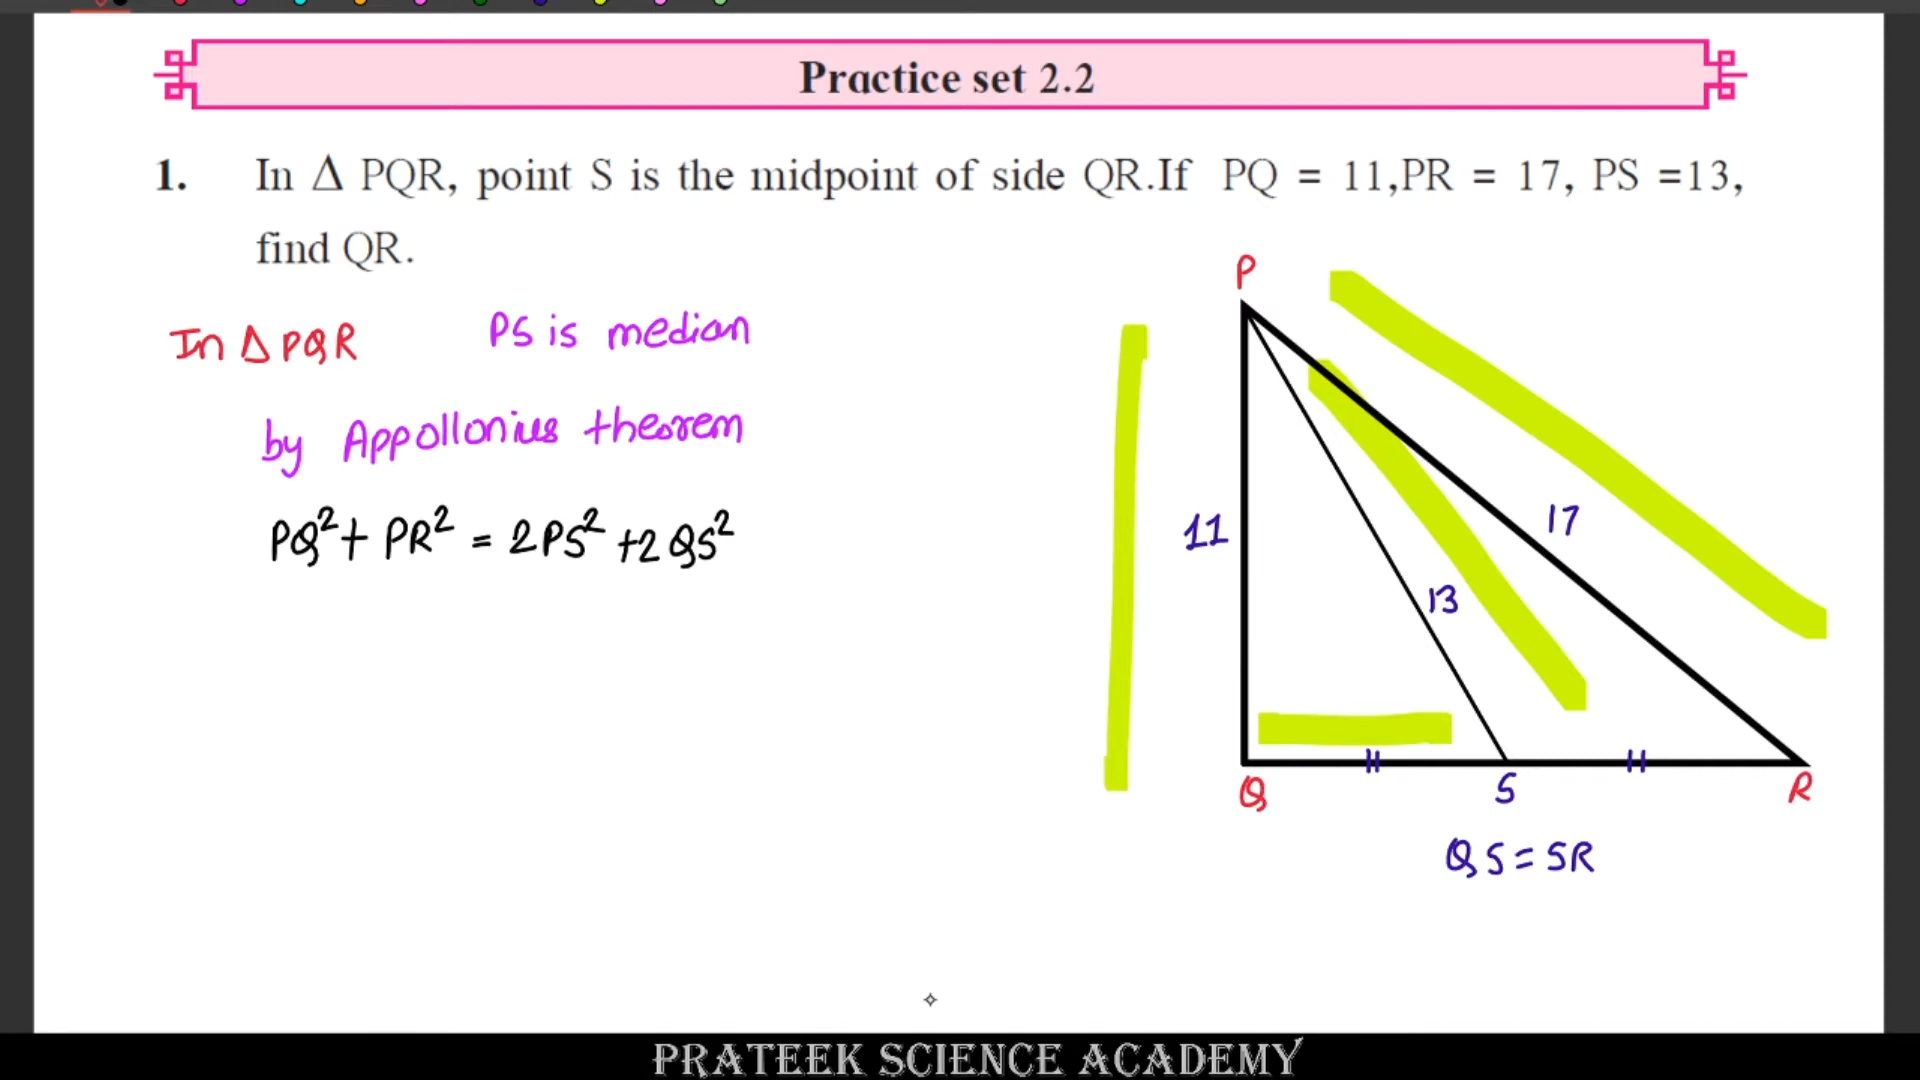 Practice set 2.2
1. In Δ PQR, point S is the midpoint of side QR.If PQ = 11,PR = 17, PS =13,
find QR.
In Δ PQR PS is median
by Appollonius theorem
PQ² + PR² = 2PS² + 2QS²
P
11
17
13
Q S R
QS = SR
PRATEEK SCIENCE ACADEMY